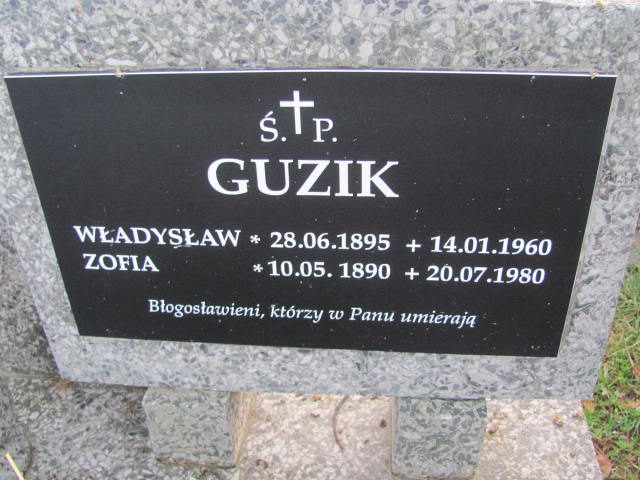 Ś. P.
GUZIK
WŁADYSŁAW * 28.06.1895 + 14.01.1960
ZOFIA * 10.05. 1890 + 20.07.1980
Błogosławieni, którzy w Panu umierają